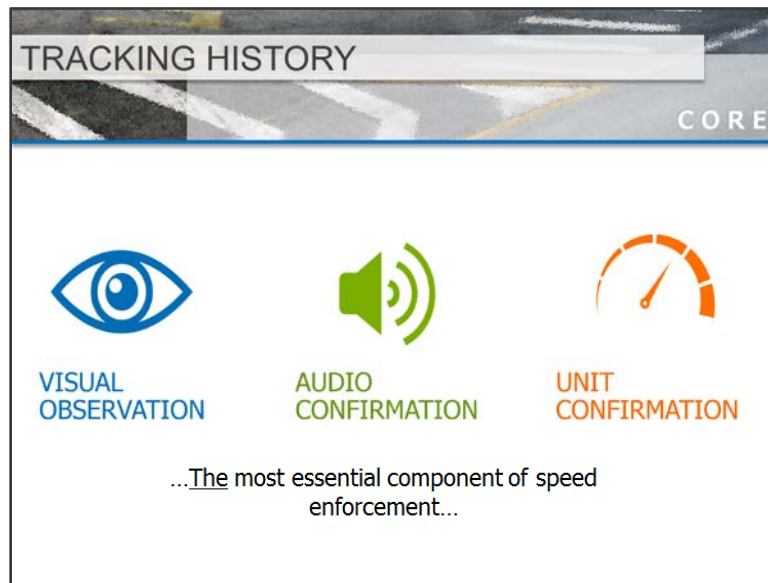 TRACKING HISTORY
CORE
VISUAL
OBSERVATION
AUDIO
CONFIRMATION
UNIT
CONFIRMATION
…The most essential component of speed
enforcement…